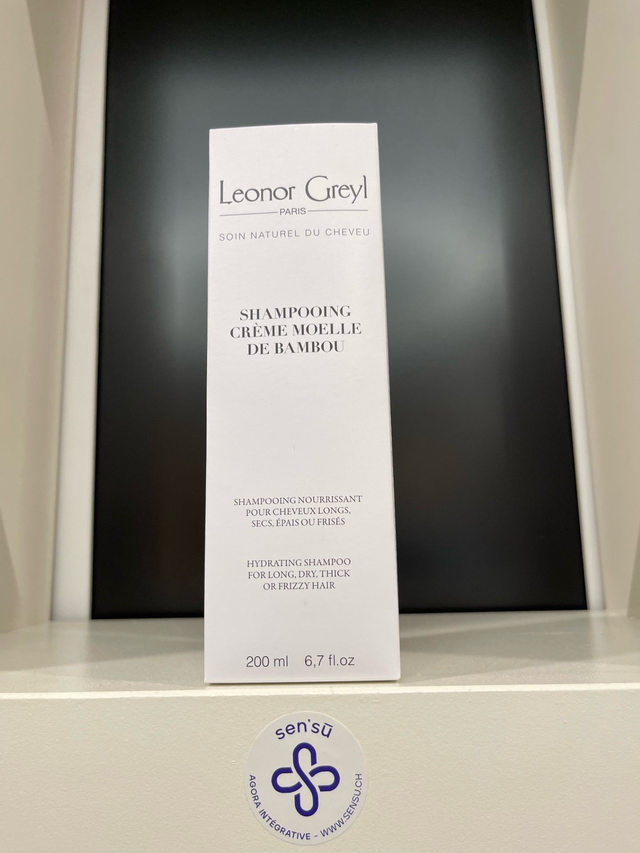 Leonor Greyl
PARIS
SOIN NATUREL DU CHEVEU
SHAMPOOING
CRÈME MOELLE
DE BAMBOU
SHAMPOOING NOURRISSANT
POUR CHEVEUX LONGS,
SECS, ÉPAIS OU FRISÉS
HYDRATING SHAMPOO
FOR LONG, DRY, THICK
OR FRIZZY HAIR
200 ml 6,7 fl.oz
sen'sū
AGORA INTÉGRATIVE - WWW.SENSU.CH